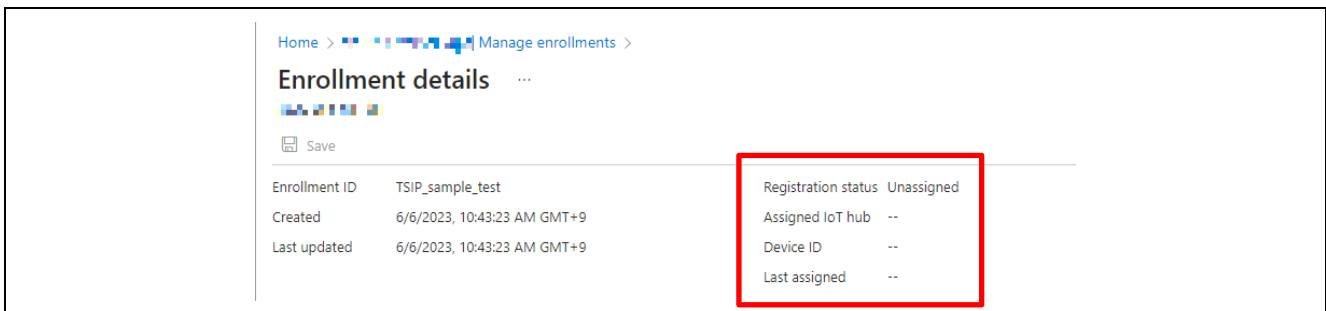 Home > Manage enrollments >
Enrollment details ...
Save
Enrollment ID TSIP_sample_test
Created 6/6/2023, 10:43:23 AM GMT+9
Last updated 6/6/2023, 10:43:23 AM GMT+9
Registration status Unassigned
Assigned IoT hub --
Device ID --
Last assigned --